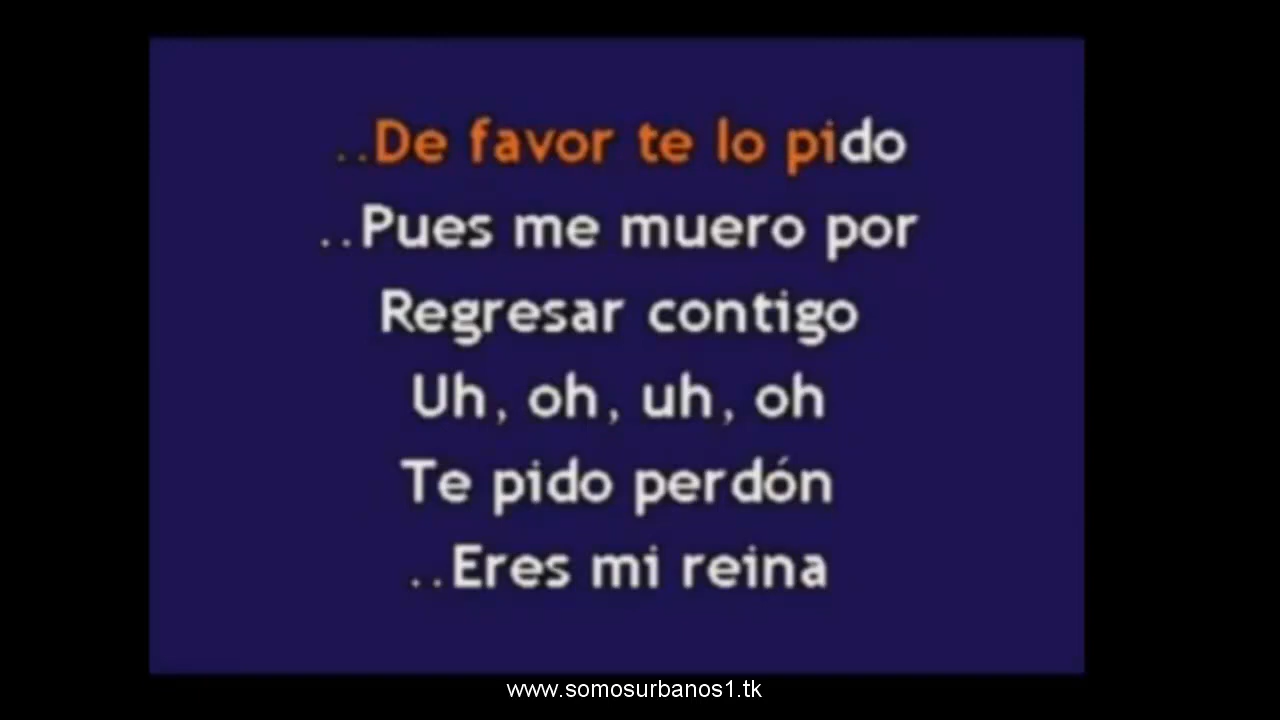 ..De favor te lo pido
..Pues me muero por
Regresar contigo
Uh, oh, uh, oh
Te pido perdón
..Eres mi reina
www.somosurbanos1.tk